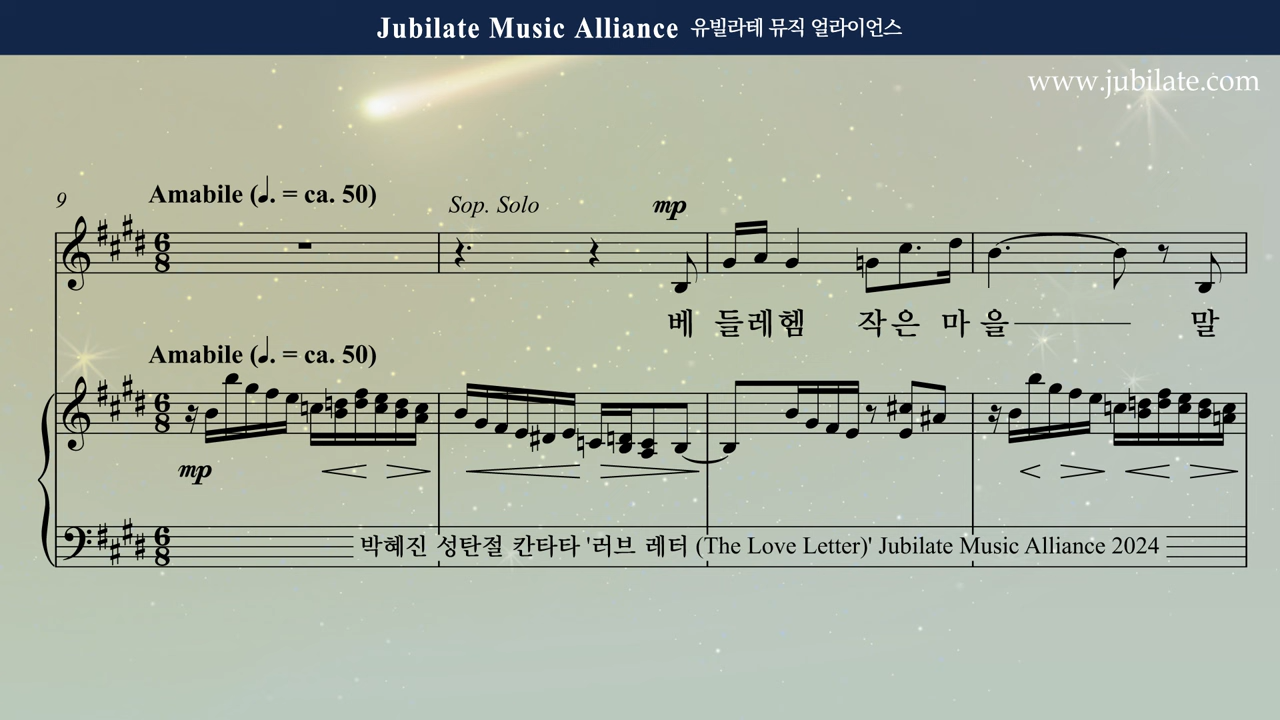 Jubilate Music Alliance 유빌라테 뮤직 얼라이언스
www.jubilate.com
9
Amabile (♩. = ca. 50)
Sop. Solo
mp
베 들레헴 작은 마을 말
Amabile (♩. = ca. 50)
mp
박혜진 성탄절 칸타타 '러브 레터 (The Love Letter)' Jubilate Music Alliance 2024